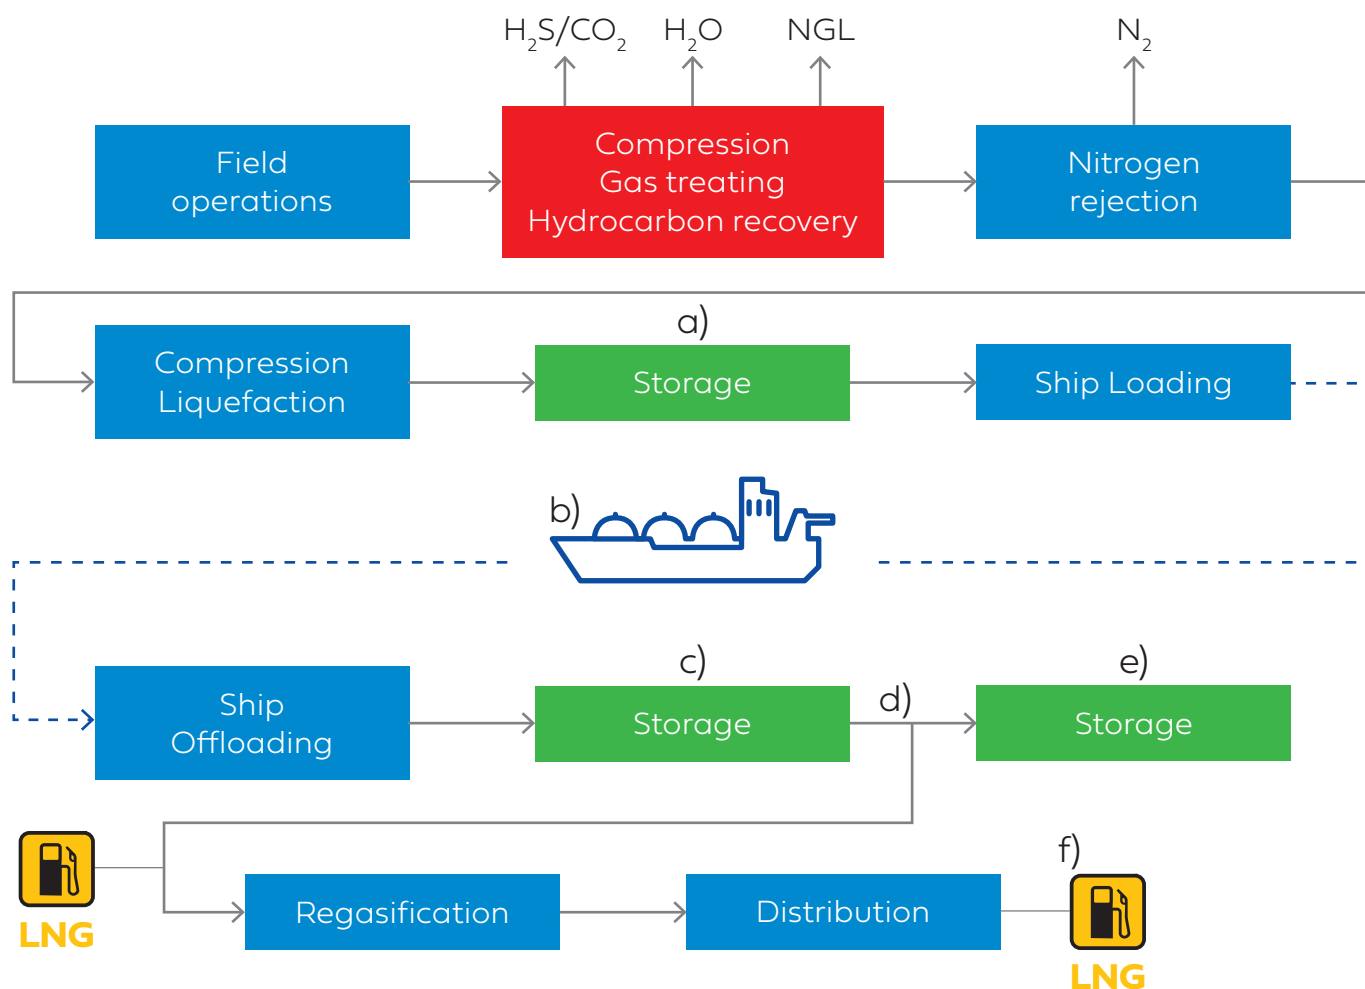 H₂S/CO₂ H₂O NGL N₂
Field
operations
Compression
Gas treating
Hydrocarbon recovery
Nitrogen
rejection
a)
Compression
Liquefaction
Storage
Ship Loading
b)
c)
d)
e)
Ship
Offloading
Storage
Storage
f)
LNG
Regasification
Distribution
LNG